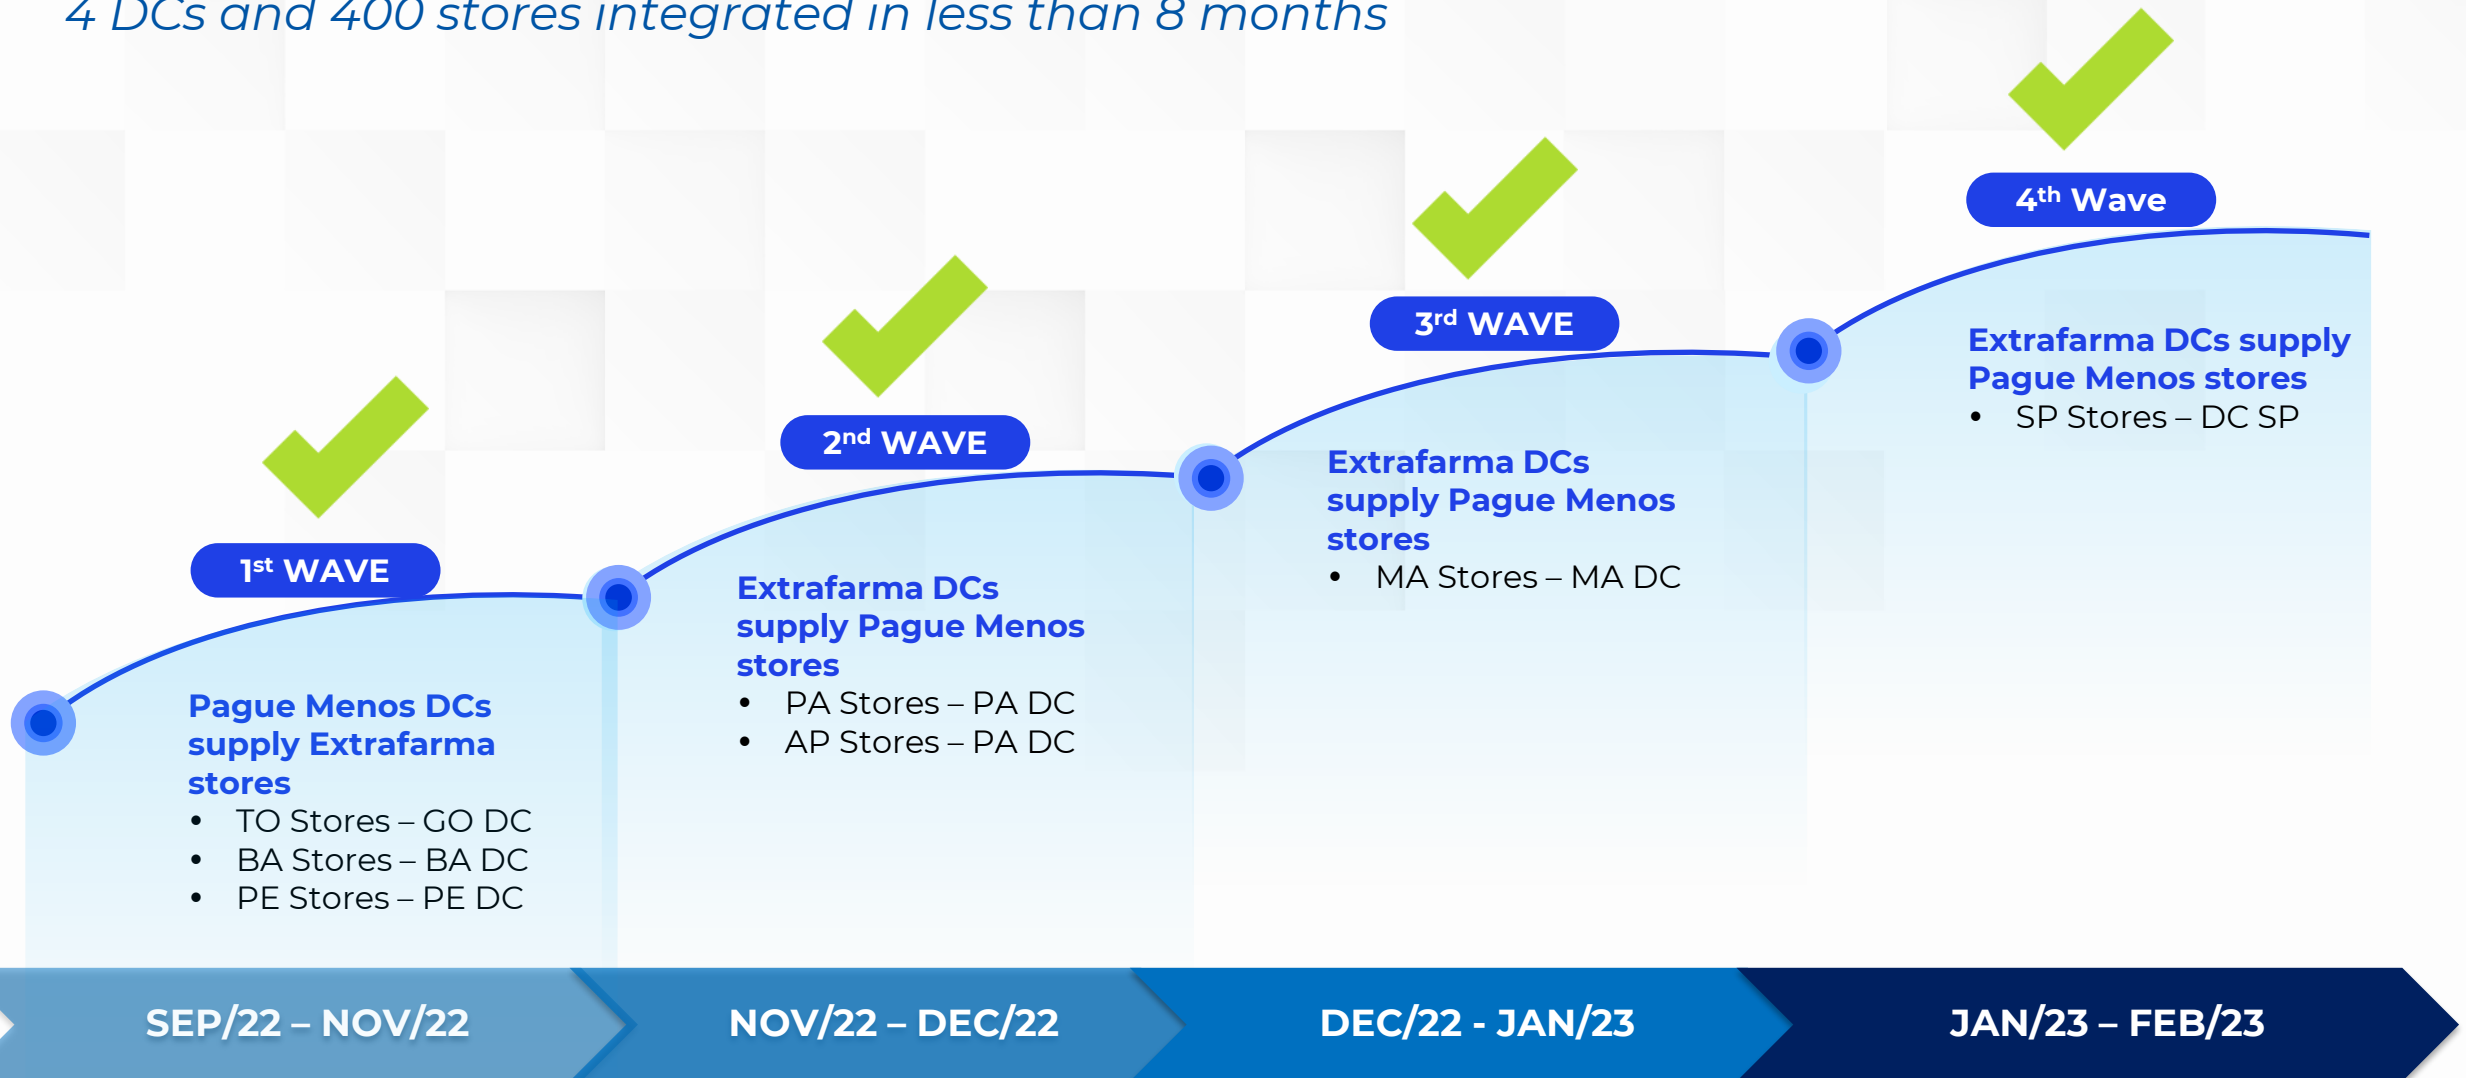 4 DCs and 400 stores integrated in less than 8 months
1st WAVE
Pague Menos DCs
supply Extrafarma
stores
• TO Stores – GO DC
• BA Stores – BA DC
• PE Stores – PE DC
SEP/22 – NOV/22
2nd WAVE
Extrafarma DCs
supply Pague Menos
stores
• PA Stores – PA DC
• AP Stores – PA DC
NOV/22 – DEC/22
3rd WAVE
Extrafarma DCs
supply Pague Menos
stores
• MA Stores – MA DC
DEC/22 - JAN/23
4th Wave
Extrafarma DCs supply
Pague Menos stores
• SP Stores – DC SP
JAN/23 – FEB/23